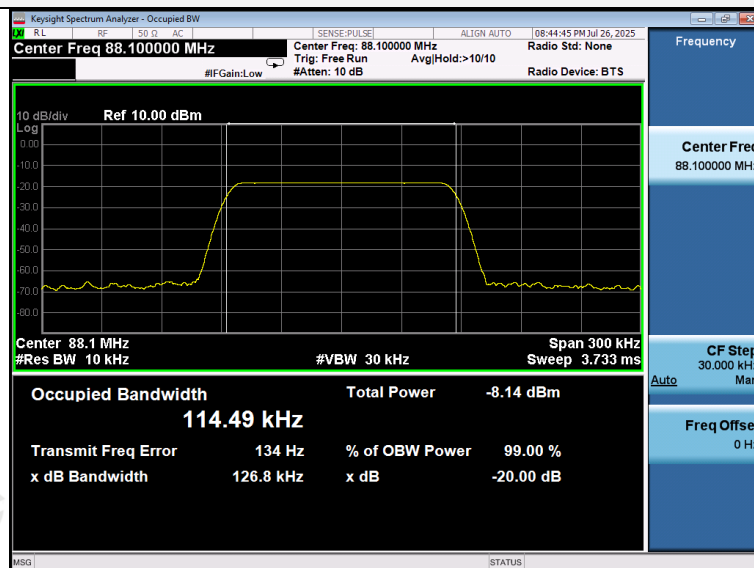 Keysight Spectrum Analyzer - Occupied BW
LXI RL RF 50 Ω AC SENSE:PULSE ALIGN AUTO 08:44:45 PM Jul 26, 2025
Center Freq 88.100000 MHz
Center Freq: 88.100000 MHz
Radio Std: None
Trig: Free Run
Avg|Hold:>10/10
#IFGain:Low
#Atten: 10 dB
Radio Device: BTS
10 dB/div
Ref 10.00 dBm
Log
0.00
-10.0
-20.0
-30.0
-40.0
-50.0
-60.0
-70.0
-80.0
Center 88.1 MHz
Span 300 kHz
#Res BW 10 kHz
#VBW 30 kHz
Sweep 3.733 ms
Occupied Bandwidth
114.49 kHz
Total Power -8.14 dBm
Transmit Freq Error 134 Hz
% of OBW Power 99.00 %
x dB Bandwidth 126.8 kHz
x dB -20.00 dB
MSG
STATUS
Frequency
Center Freq
88.100000 MH
CF Step
30.000 kH
Auto Man
Freq Offse
0 H